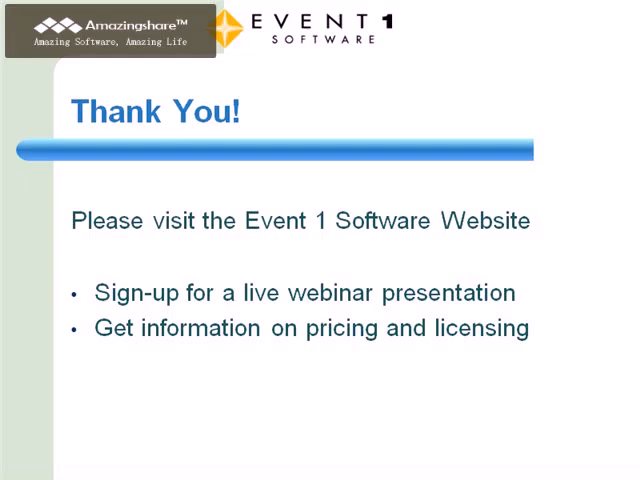 Amazingshare™
Amazing Software, Amazing Life
EVENT 1
SOFTWARE
Thank You!
Please visit the Event 1 Software Website
• Sign-up for a live webinar presentation
• Get information on pricing and licensing